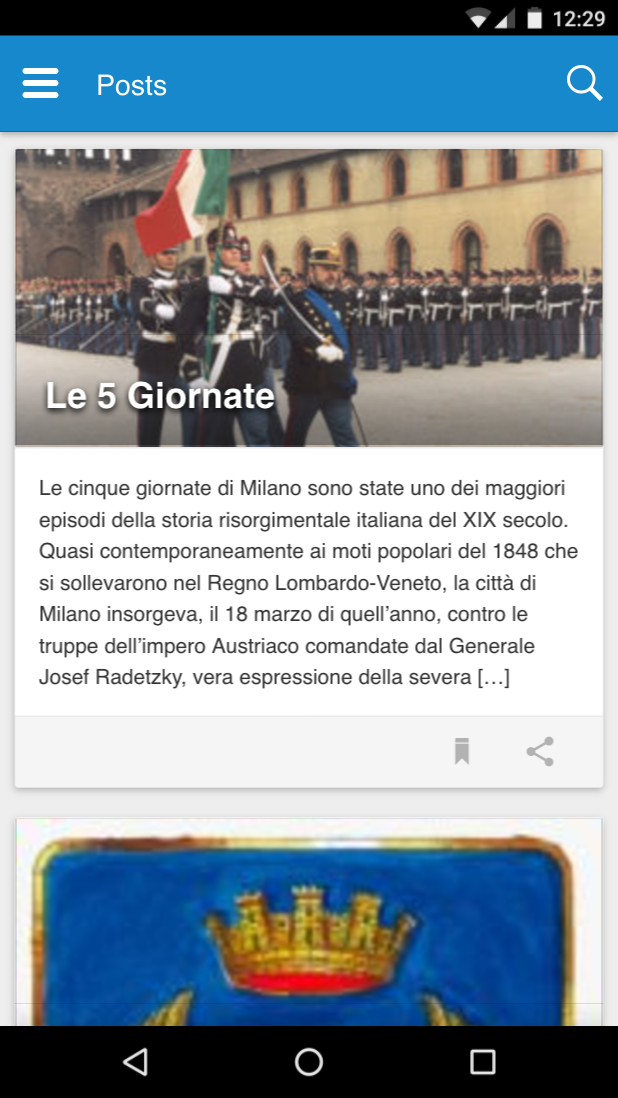 12:29
Posts
Le 5 Giornate
Le cinque giornate di Milano sono state uno dei maggiori
episodi della storia risorgimentale italiana del XIX secolo.
Quasi contemporaneamente ai moti popolari del 1848 che
si sollevarono nel Regno Lombardo-Veneto, la città di
Milano insorgeva, il 18 marzo di quell’anno, contro le
truppe dell’impero Austriaco comandate dal Generale
Josef Radetzky, vera espressione della severa […]